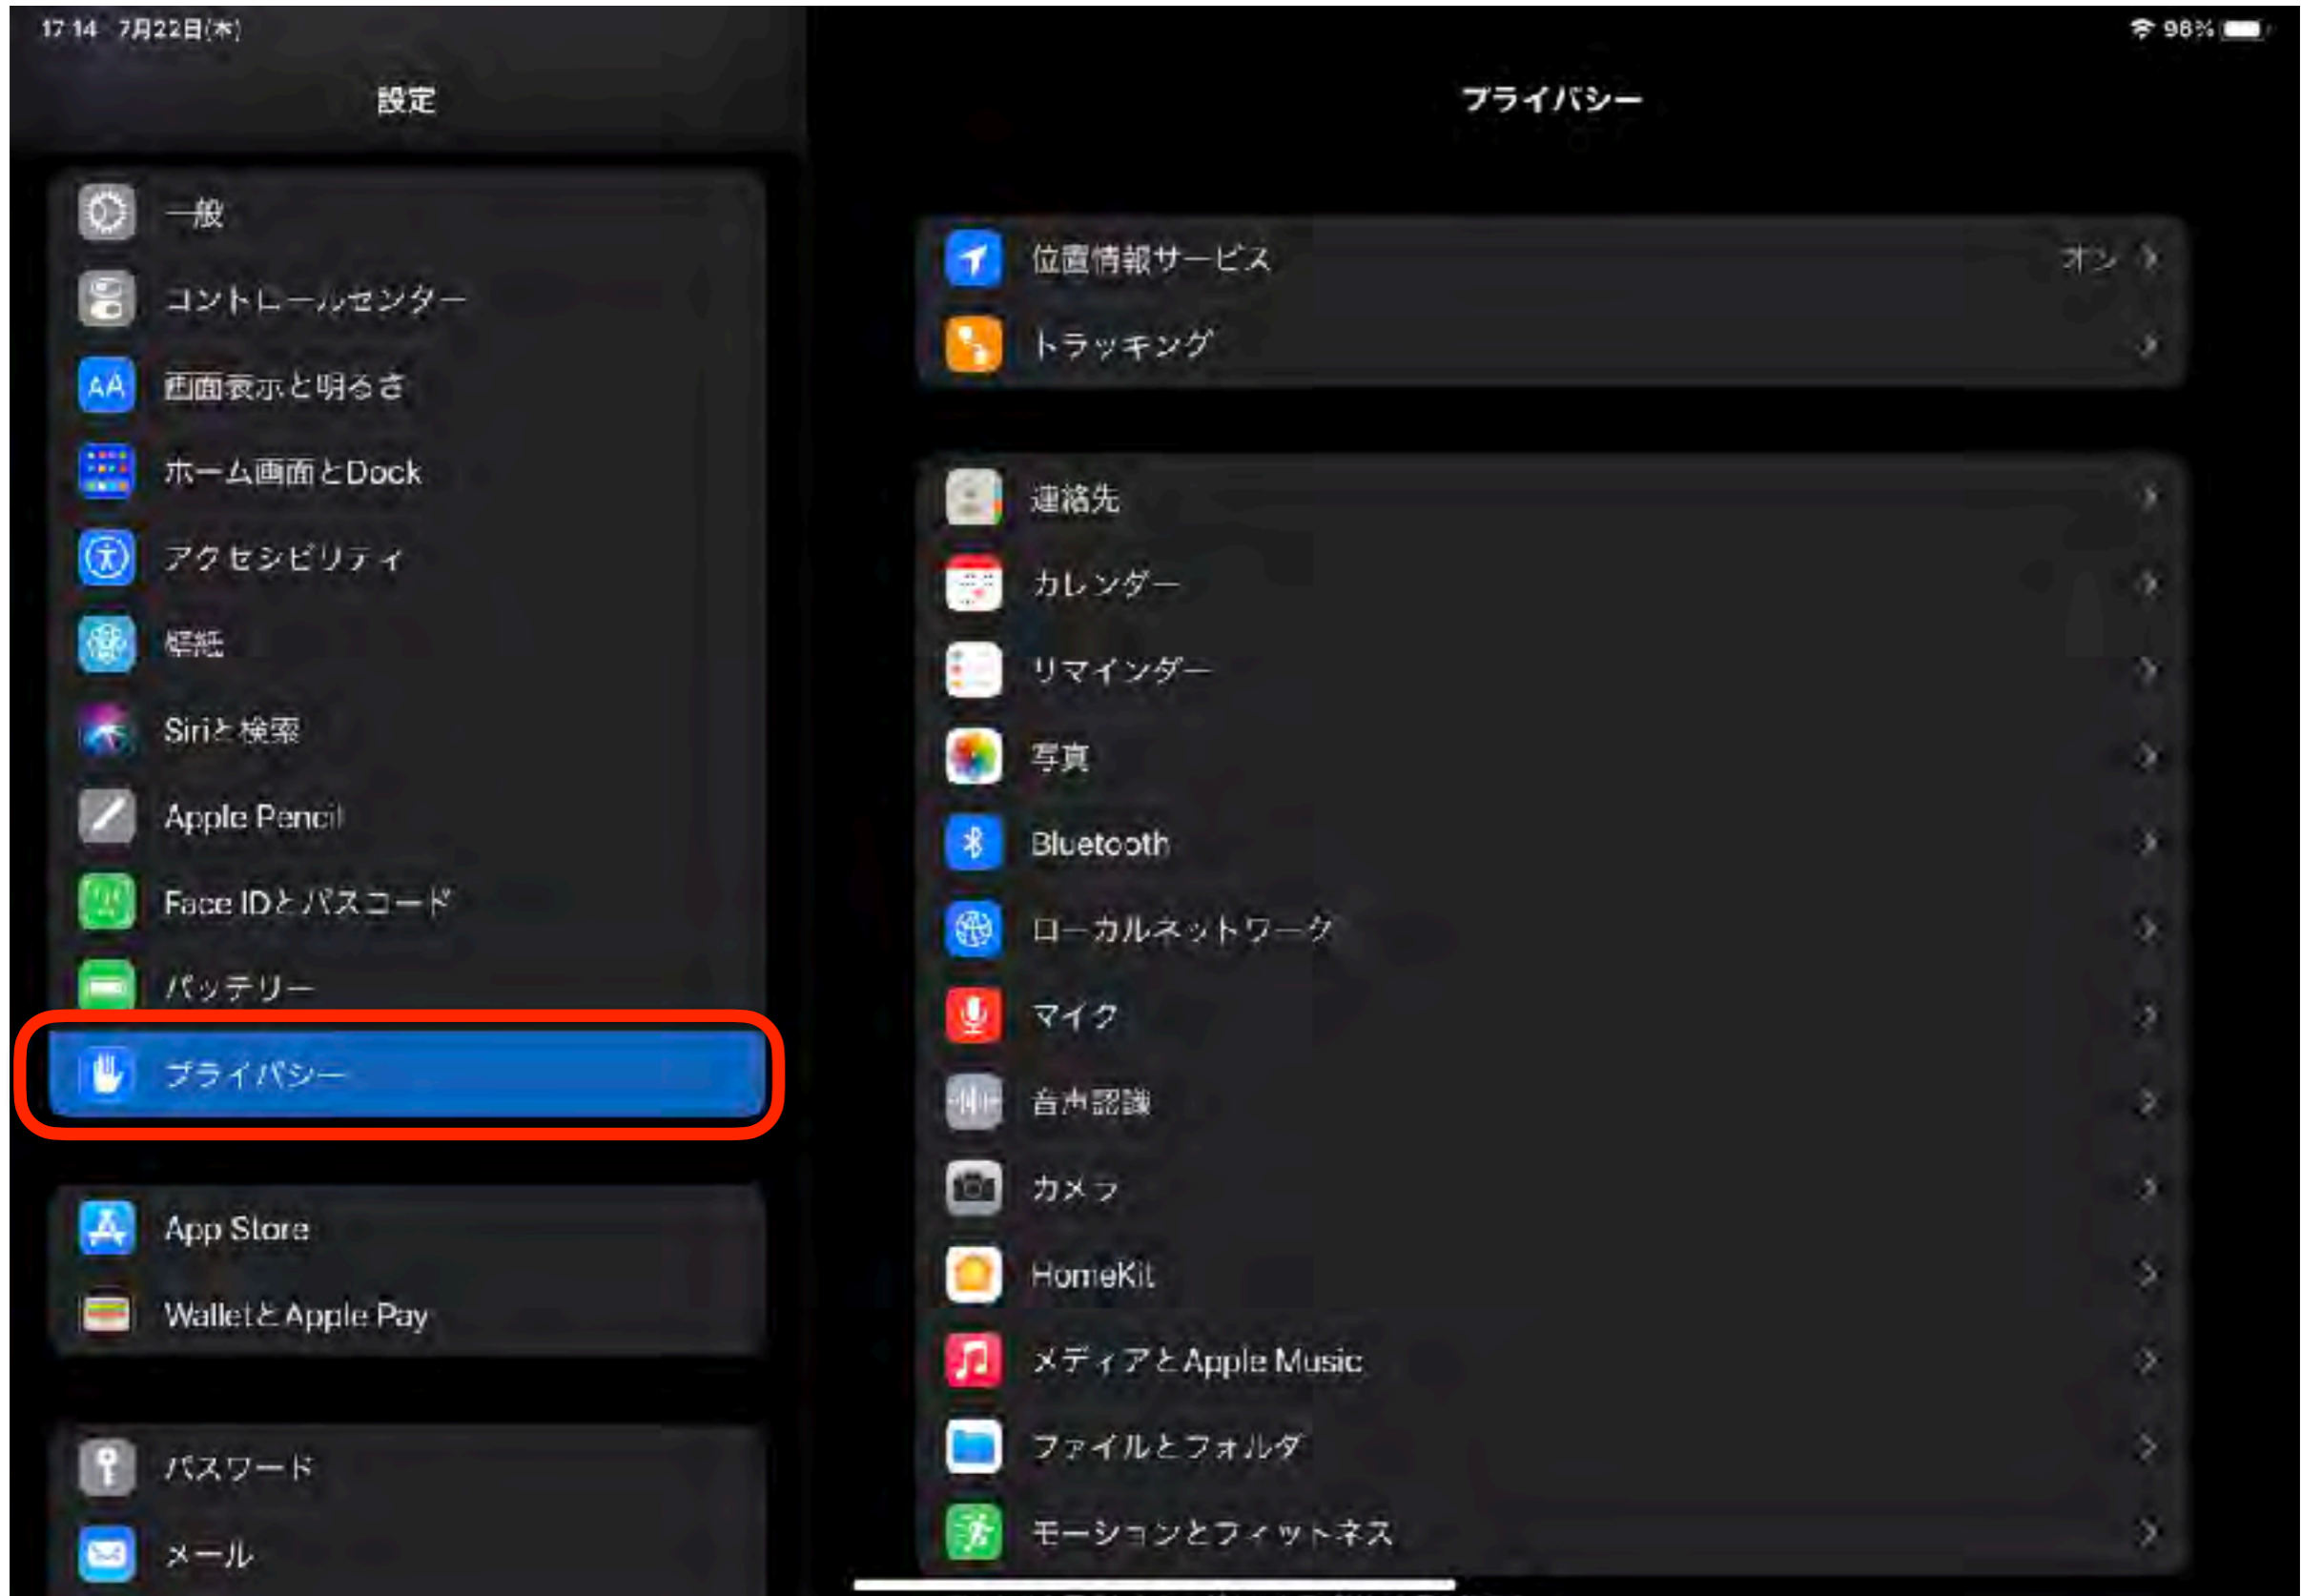 17:14 7月22日(木)
98%
設定
一般
コントロールセンター
画面表示と明るさ
ホーム画面とDock
アクセシビリティ
壁紙
Siriと検索
Apple Pencil
Face IDとパスコード
バッテリー
プライバシー
App Store
WalletとApple Pay
パスワード
メール
プライバシー
位置情報サービス オン
トラッキング
連絡先
カレンダー
リマインダー
写真
Bluetooth
ローカルネットワーク
マイク
音声認識
カメラ
HomeKit
メディアとApple Music
ファイルとフォルダ
モーションとフィットネス